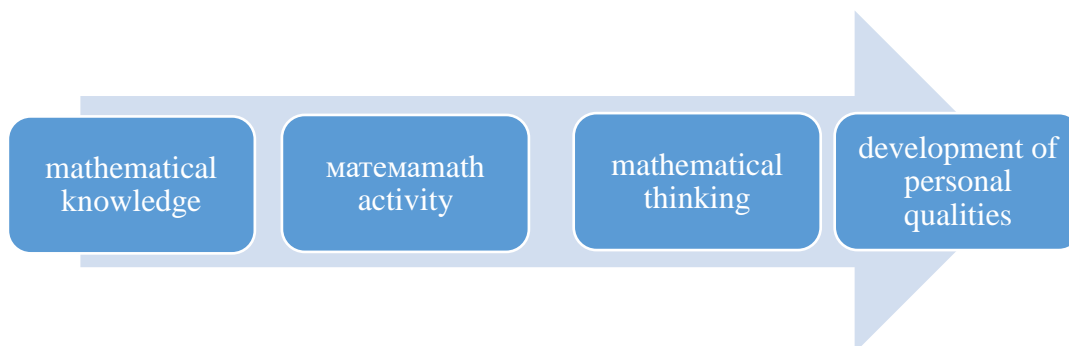 mathematical
knowledge
матемаmath
activity
mathematical
thinking
development of
personal
qualities